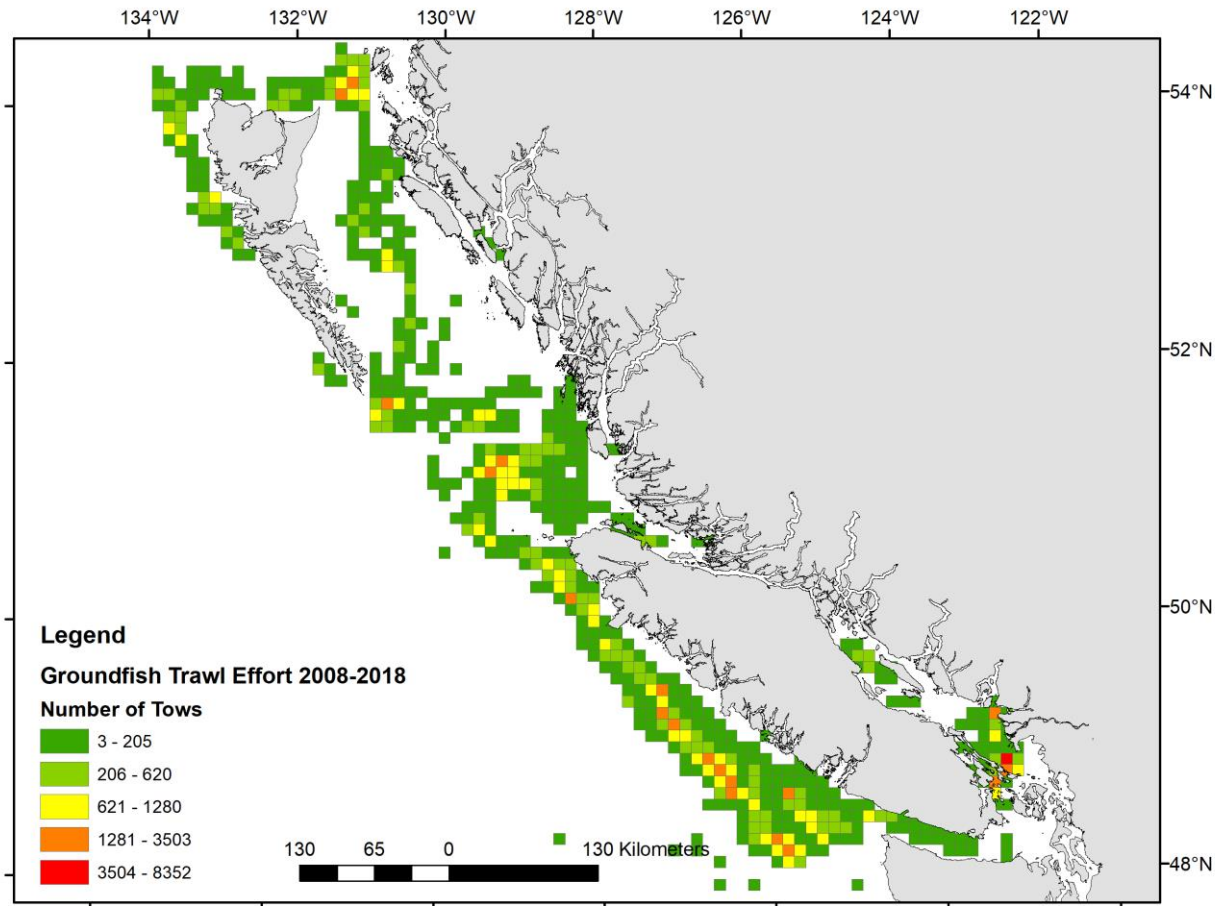 134°W 132°W 130°W 128°W 126°W 124°W 122°W
54°N
52°N
50°N
48°N
Legend
Groundfish Trawl Effort 2008-2018
Number of Tows
3 - 205
206 - 620
621 - 1280
1281 - 3503
3504 - 8352
130 65 0 130 Kilometers